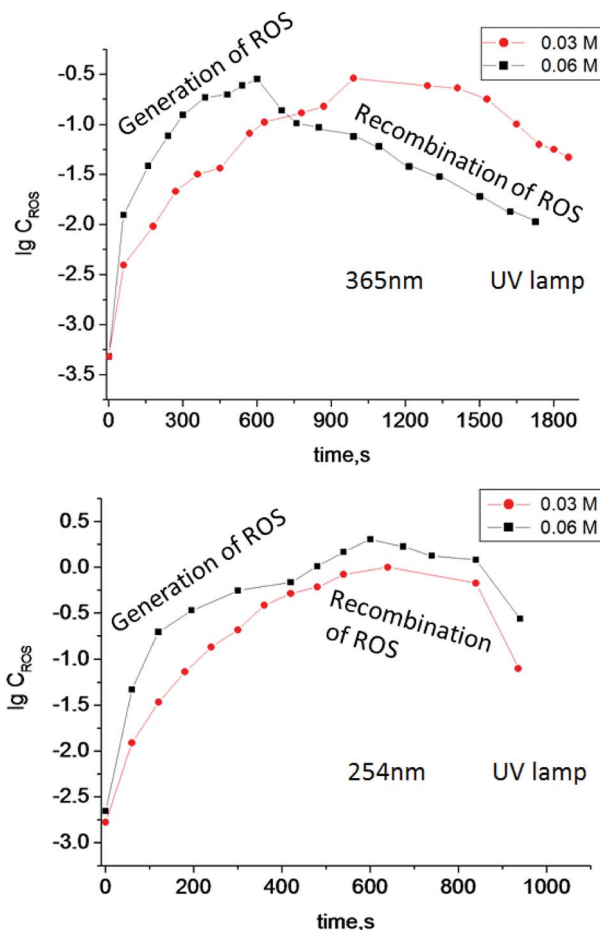 Generation of ROS
0.03 M
0.06 M
-0.5
-1.0
-1.5
-2.0
-2.5
-3.0
-3.5
lg C_ROS
Recombination of ROS
365nm UV lamp
0 300 600 900 1200 1500 1800
time,s
Generation of ROS
0.03 M
0.06 M
0.5
0.0
-0.5
-1.0
-1.5
-2.0
-2.5
-3.0
lg C_ROS
Recombination
of ROS
254nm UV lamp
0 200 400 600 800 1000
time,s